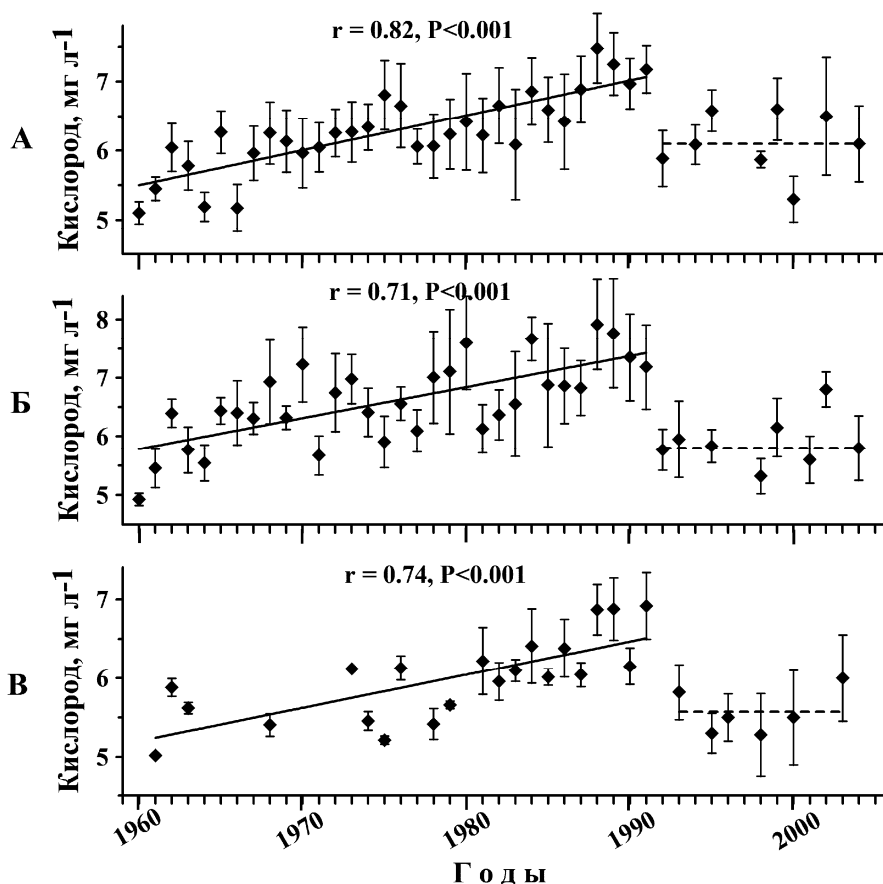 r = 0.82, P<0.001
А
Кислород, мг л-1
7
6
5
r = 0.71, P<0.001
Б
Кислород, мг л-1
8
7
6
5
r = 0.74, P<0.001
В
Кислород, мг л-1
7
6
5
1960 1970 1980 1990 2000
Годы